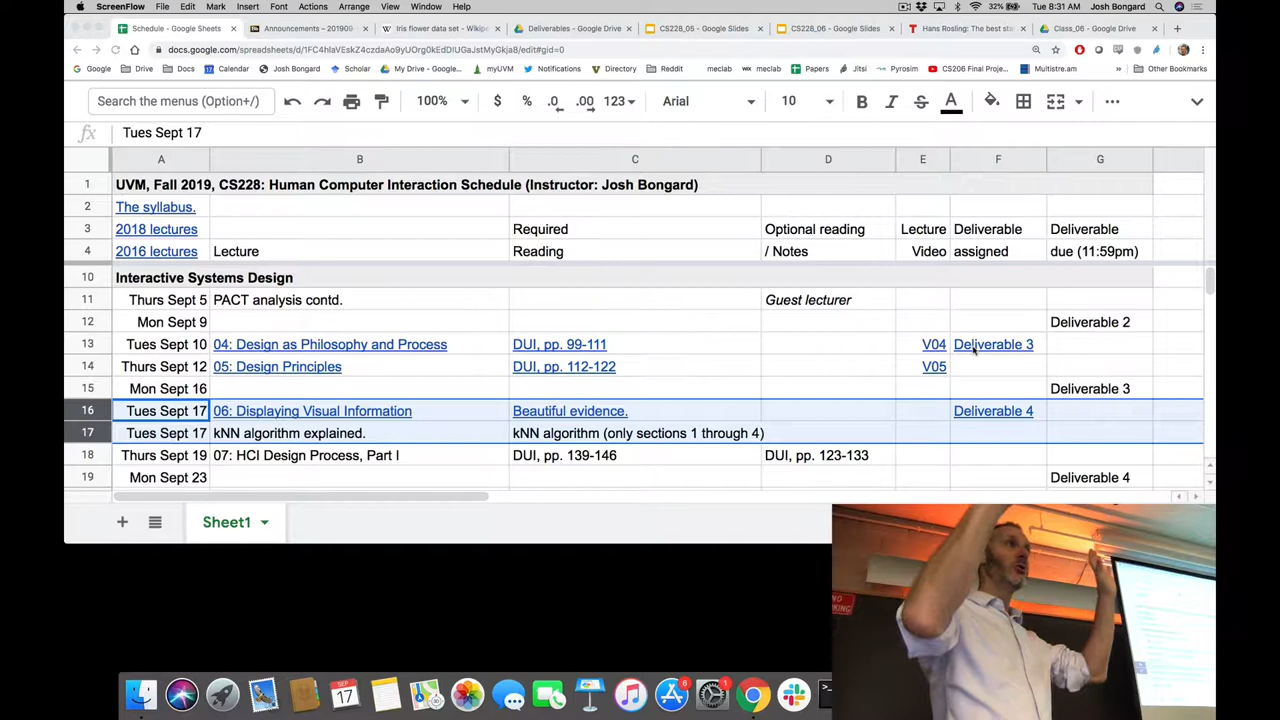 ScreenFlow File Edit Mark Insert Font Actions Arrange View Window Help 32% Tue 8:31 AM Josh Bongard
Schedule - Google Sheets Announcements – 201909 Iris flower data set - Wikipe Deliverables - Google Drive CS228_05 - Google Slides CS228_06 - Google Slides Hans Rosling: The best sta Class_06 - Google Drive
docs.google.com/spreadsheets/d/1FC4hlaVEskZ4czdaAo9yUOrg0kEdDIUGaJstMyGkja8/edit#gid=0
Google Drive Docs Calendar Josh Bongard Scholar My Drive - Google... myUVM Notifications Directory Reddit meclab meclab Papers Jitsi Pyrosim CS206 Final Projec... Multistre.am » Other Bookmarks
Search the menus (Option+/) 100% $ % .0 .00 123 Arial 10 B I S A
fx Tues Sept 17
A B C D E F G
1 UVM, Fall 2019, CS228: Human Computer Interaction Schedule (Instructor: Josh Bongard)
2 The syllabus.
3 2018 lectures Required Optional reading Lecture Deliverable Deliverable
4 2016 lectures Lecture Reading / Notes Video assigned due (11:59pm)
10 Interactive Systems Design
11 Thurs Sept 5 PACT analysis contd. Guest lecturer
12 Mon Sept 9 Deliverable 2
13 Tues Sept 10 04: Design as Philosophy and Process DUI, pp. 99-111 V04 Deliverable 3
14 Thurs Sept 12 05: Design Principles DUI, pp. 112-122 V05
15 Mon Sept 16 Deliverable 3
16 Tues Sept 17 06: Displaying Visual Information Beautiful evidence. Deliverable 4
17 Tues Sept 17 kNN algorithm explained. kNN algorithm (only sections 1 through 4)
18 Thurs Sept 19 07: HCI Design Process, Part I DUI, pp. 139-146 DUI, pp. 123-133
19 Mon Sept 23 Deliverable 4
Sheet1
NO
SEP
17
6
1